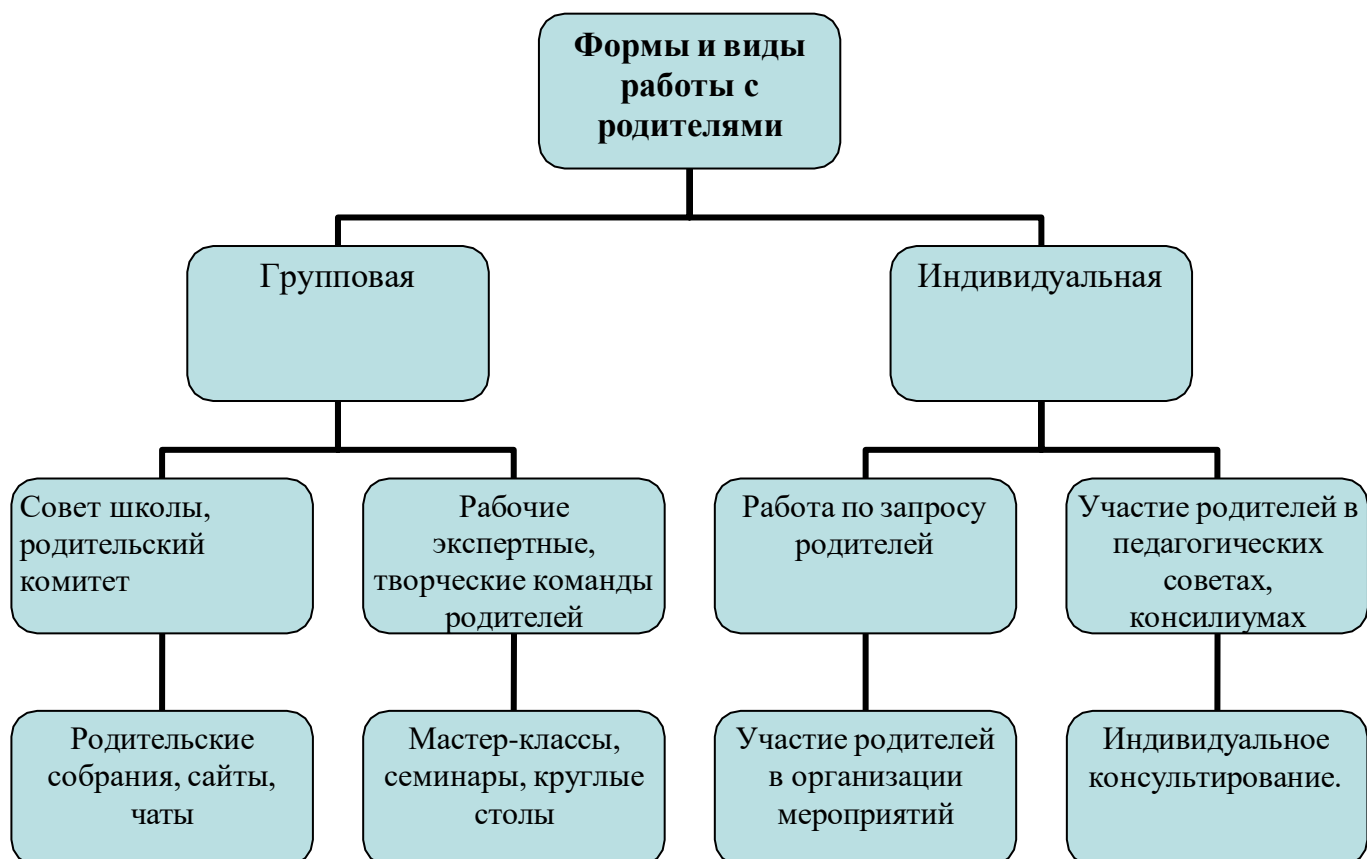 Формы и виды
работы с
родителями
Групповая
Индивидуальная
Совет школы,
родительский
комитет
Рабочие
экспертные,
творческие команды
родителей
Работа по запросу
родителей
Участие родителей в
педагогических
советах,
консилиумах
Родительские
собрания, сайты,
чаты
Мастер-классы,
семинары, круглые
столы
Участие родителей
в организации
мероприятий
Индивидуальное
консультирование.